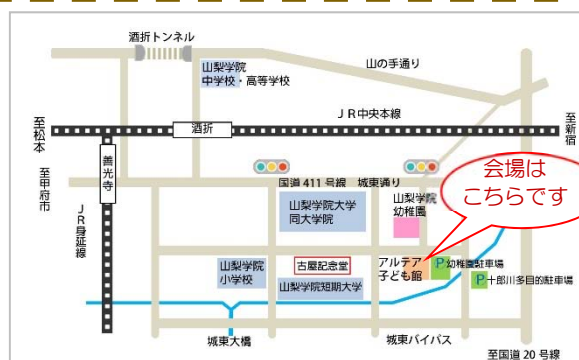 酒折トンネル
山の手通り
山梨学院
中学校・高等学校
ＪＲ中央本線
至松本
酒折
至新宿
至甲府市
善光寺
ＪＲ身延線
国道 411 号線　城東通り
会場は
こちらです
山梨学院大学
同大学院
山梨学院
幼稚園
山梨学院
小学校
古屋記念堂
山梨学院短期大学
アルテア
子ども館
P 幼稚園駐車場
P 十郎川多目的駐車場
城東大橋
城東バイパス
至国道 20 号線